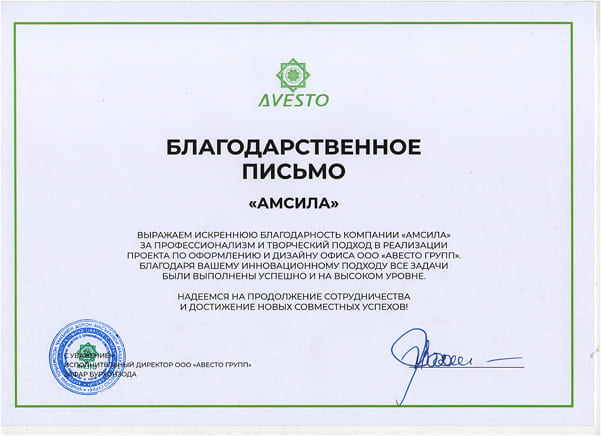 AVESTO
БЛАГОДАРСТВЕННОЕ
ПИСЬМО
«АМСИЛА»
ВЫРАЖАЕМ ИСКРЕННЮЮ БЛАГОДАРНОСТЬ КОМПАНИИ «АМСИЛА»
ЗА ПРОФЕССИОНАЛИЗМ И ТВОРЧЕСКИЙ ПОДХОД В РЕАЛИЗАЦИИ
ПРОЕКТА ПО ОФОРМЛЕНИЮ И ДИЗАЙНУ ОФИСА ООО «АВЕСТО ГРУПП».
БЛАГОДАРЯ ВАШЕМУ ИННОВАЦИОННОМУ ПОДХОДУ ВСЕ ЗАДАЧИ
БЫЛИ ВЫПОЛНЕНЫ УСПЕШНО И НА ВЫСОКОМ УРОВНЕ.
НАДЕЕМСЯ НА ПРОДОЛЖЕНИЕ СОТРУДНИЧЕСТВА
И ДОСТИЖЕНИЕ НОВЫХ СОВМЕСТНЫХ УСПЕХОВ!
С УВАЖЕНИЕМ,
ИСПОЛНИТЕЛЬНЫЙ ДИРЕКТОР ООО «АВЕСТО ГРУПП»
ЗАФАР БУРХОНЗОДА